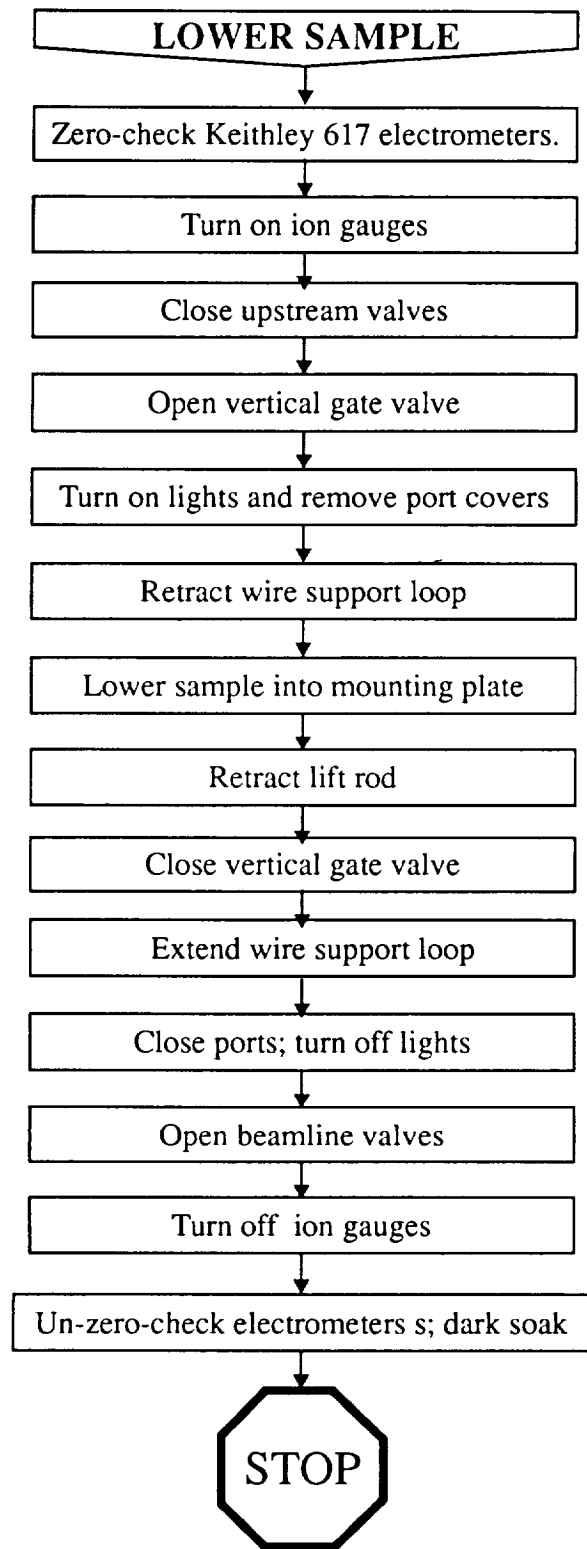 LOWER SAMPLE
Zero-check Keithley 617 electrometers.
Turn on ion gauges
Close upstream valves
Open vertical gate valve
Turn on lights and remove port covers
Retract wire support loop
Lower sample into mounting plate
Retract lift rod
Close vertical gate valve
Extend wire support loop
Close ports; turn off lights
Open beamline valves
Turn off ion gauges
Un-zero-check electrometers s; dark soak
STOP